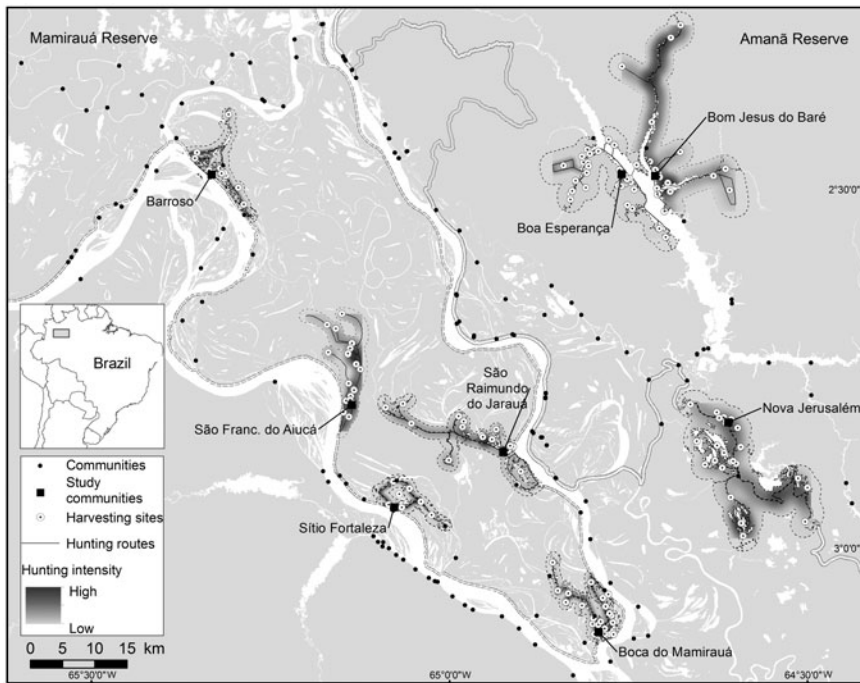 Mamirauá Reserve
Amanã Reserve
Bom Jesus do Baré
Barroso
2°30'0"
Boa Esperança
Brazil
São
Raimundo
do Jarauá
Nova Jerusalém
São Franc. do Aiucá
Communities
Study
communities
Harvesting sites
Sítio Fortaleza
Hunting routes
3°0'0"
Hunting intensity
High
Low
0 5 10 15 km
Boca do Mamirauá
65°30'0"W
65°0'0"W
64°30'0"W